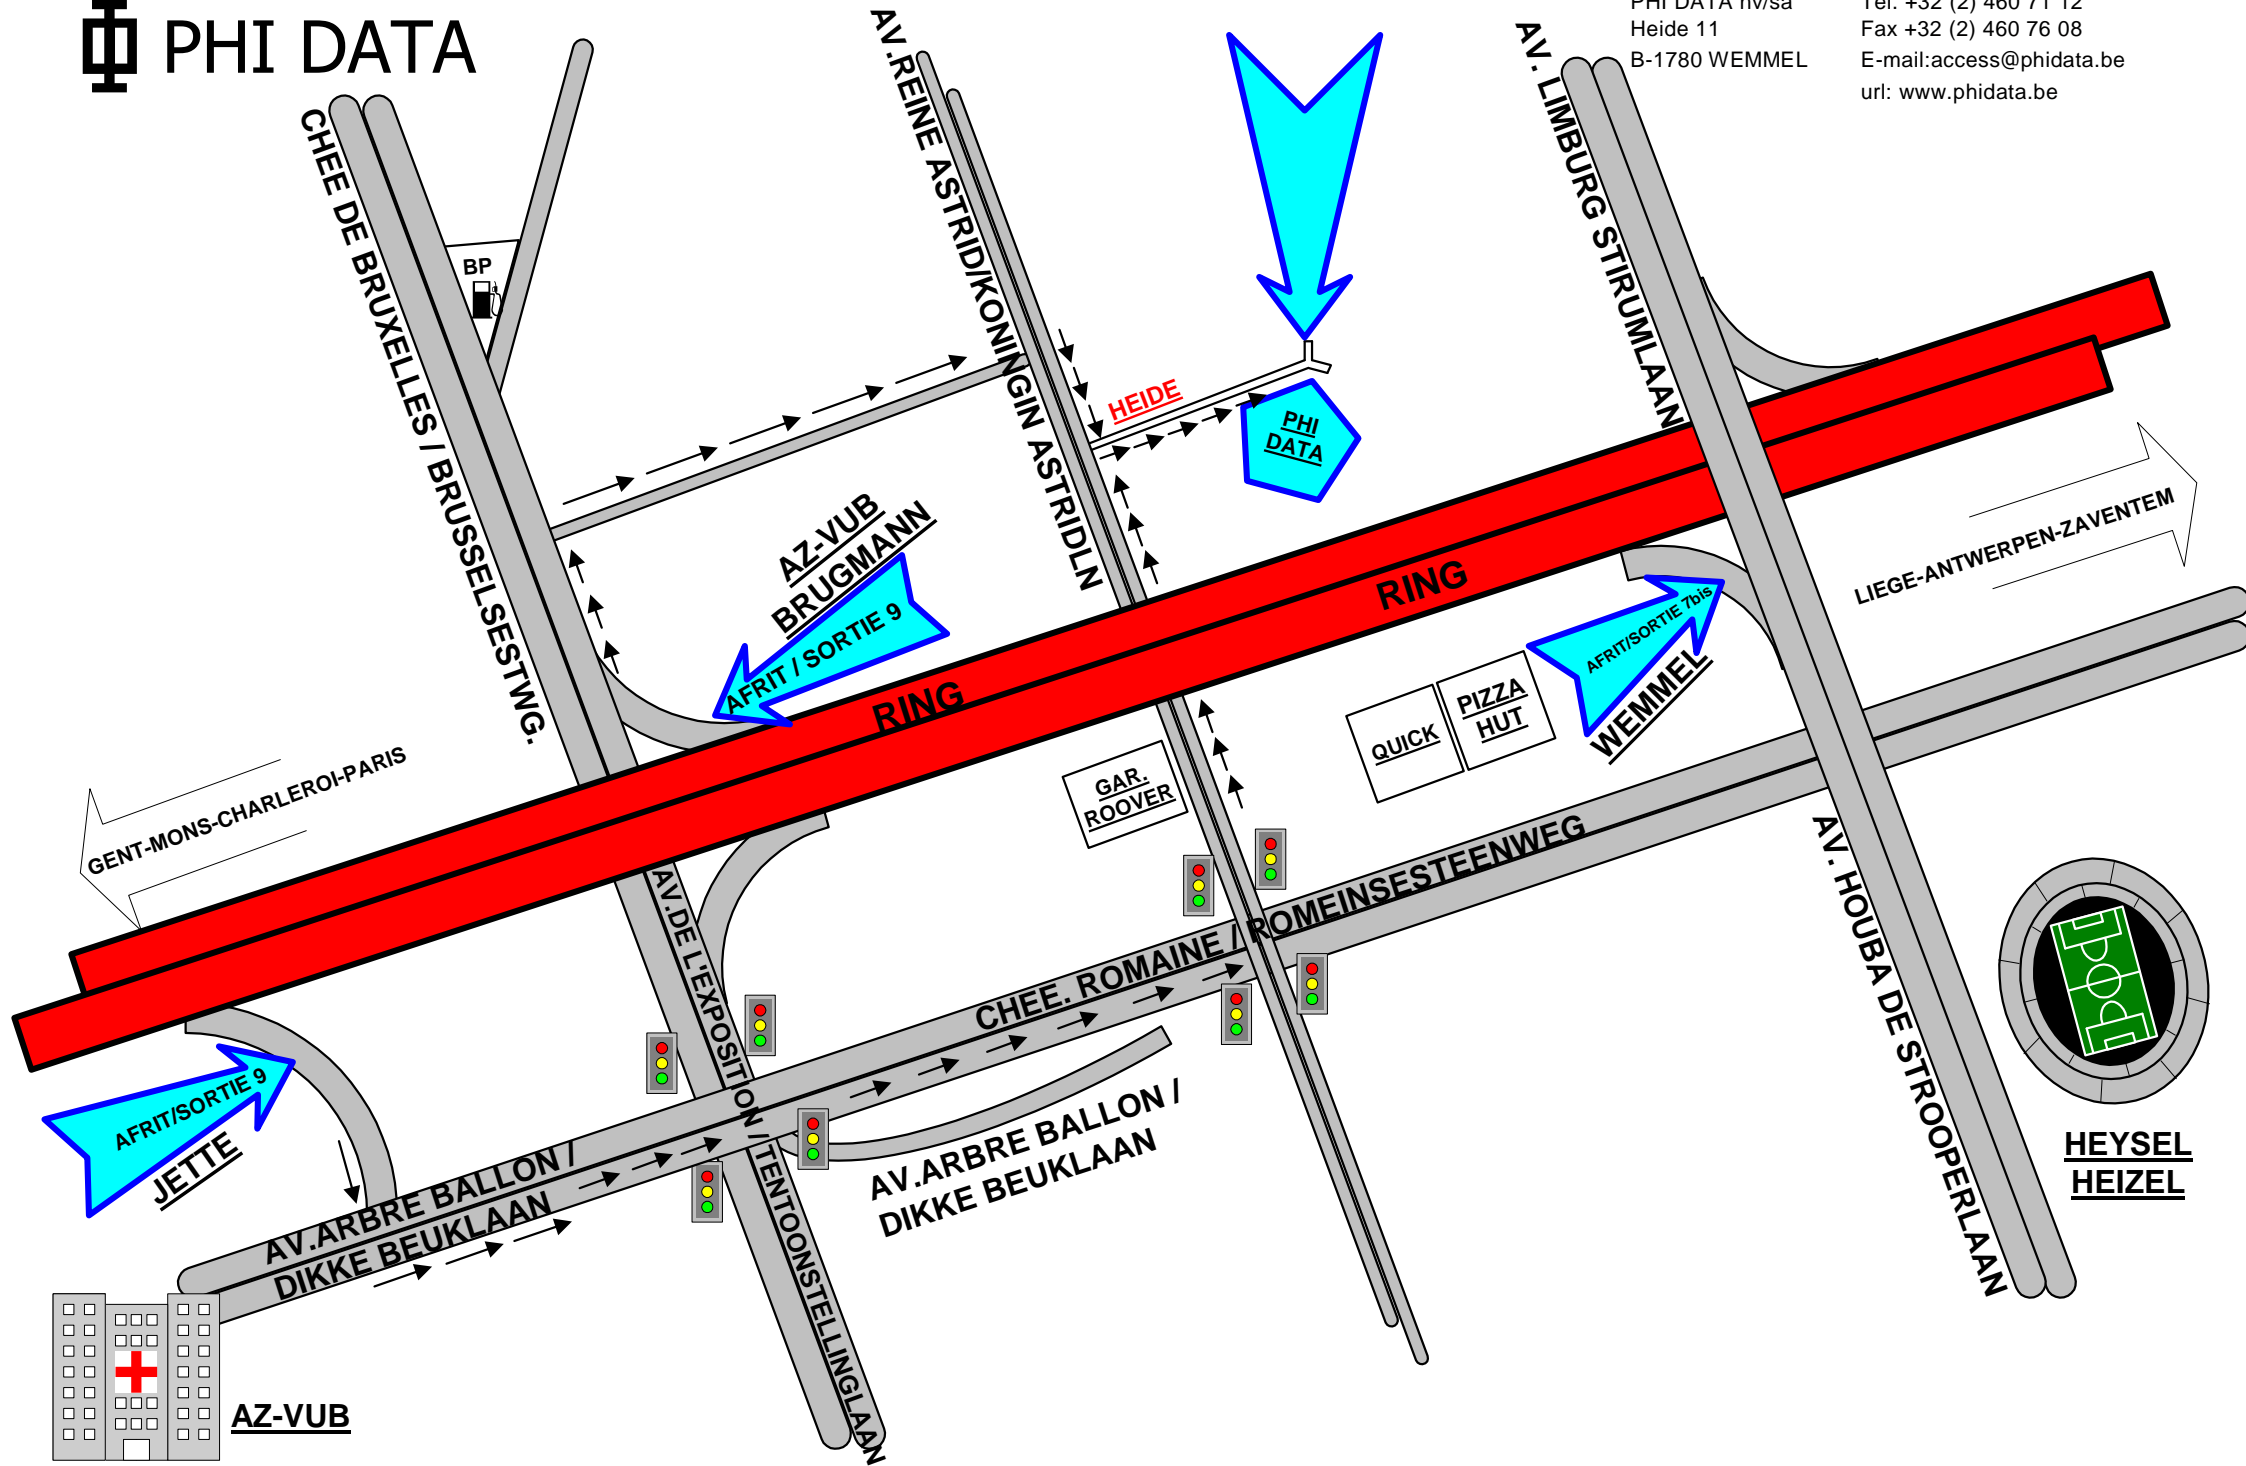 PHI DATA
PHI DATA nv/sa
Heide 11
B-1780 WEMMEL
Tel. +32 (2) 460 71 12
Fax +32 (2) 460 76 08
E-mail:access@phidata.be
url: www.phidata.be
CHEE DE BRUXELLES / BRUSSELSESTWG.
BP
AV.REINE ASTRID/KONINGIN ASTRIDLN
AV. LIMBURG STIRUMLAAN
HEIDE
PHI
DATA
AZ-VUB
BRUGMANN
AFRIT / SORTIE 9
RING
RING
LIEGE-ANTWERPEN-ZAVENTEM
AFRIT/SORTIE 7bis
WEMMEL
QUICK
PIZZA
HUT
GAR.
ROOVER
GENT-MONS-CHARLEROI-PARIS
AV.DE L'EXPOSITION / TENTOONSTELLINGLAAN
CHEE. ROMAINE / ROMEINSESTEENWEG
AV. HOUBA DE STROOPERLAAN
AFRIT/SORTIE 9
JETTE
AV.ARBRE BALLON /
DIKKE BEUKLAAN
AV.ARBRE BALLON /
DIKKE BEUKLAAN
HEYSEL
HEIZEL
AZ-VUB